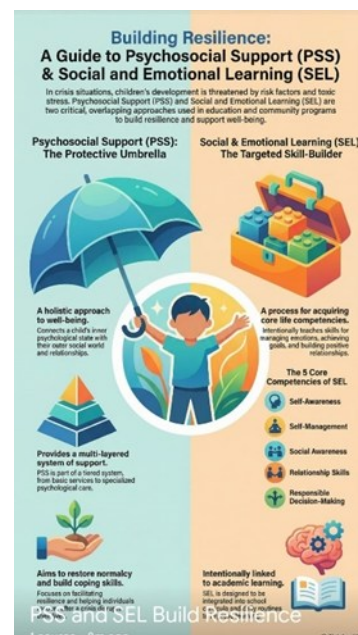 Building Resilience:
A Guide to Psychosocial Support (PSS)
& Social and Emotional Learning (SEL)
In crisis situations, children's development is threatened by risk factors and toxic
stress. Psychosocial Support (PSS) and Social and Emotional Learning (SEL) are
two critical, overlapping approaches used in education and community programs
to build resilience and support well-being.
Psychosocial Support (PSS):
The Protective Umbrella
A holistic approach
to well-being.
Connects a child's inner
psychological state with
their outer social world
and relationships.
Provides a multi-layered
system of support.
PSS is part of a tiered system,
from basic services to specialized
psychological care.
Aims to restore normalcy
and build coping skills.
Focuses on facilitating
resilience and helping individuals
Social & Emotional Learning (SEL)
The Targeted Skill-Builder
A process for acquiring
core life competencies.
Intentionally teaches skills for
managing emotions, achieving
goals, and building positive
relationships.
The 5 Core
Competencies of SEL
Self-Awareness
Self-Management
Social Awareness
Relationship Skills
Responsible
Decision-Making
Intentionally linked
to academic learning.
SEL is designed to be
integrated into school
PSS and SEL Build Resilience